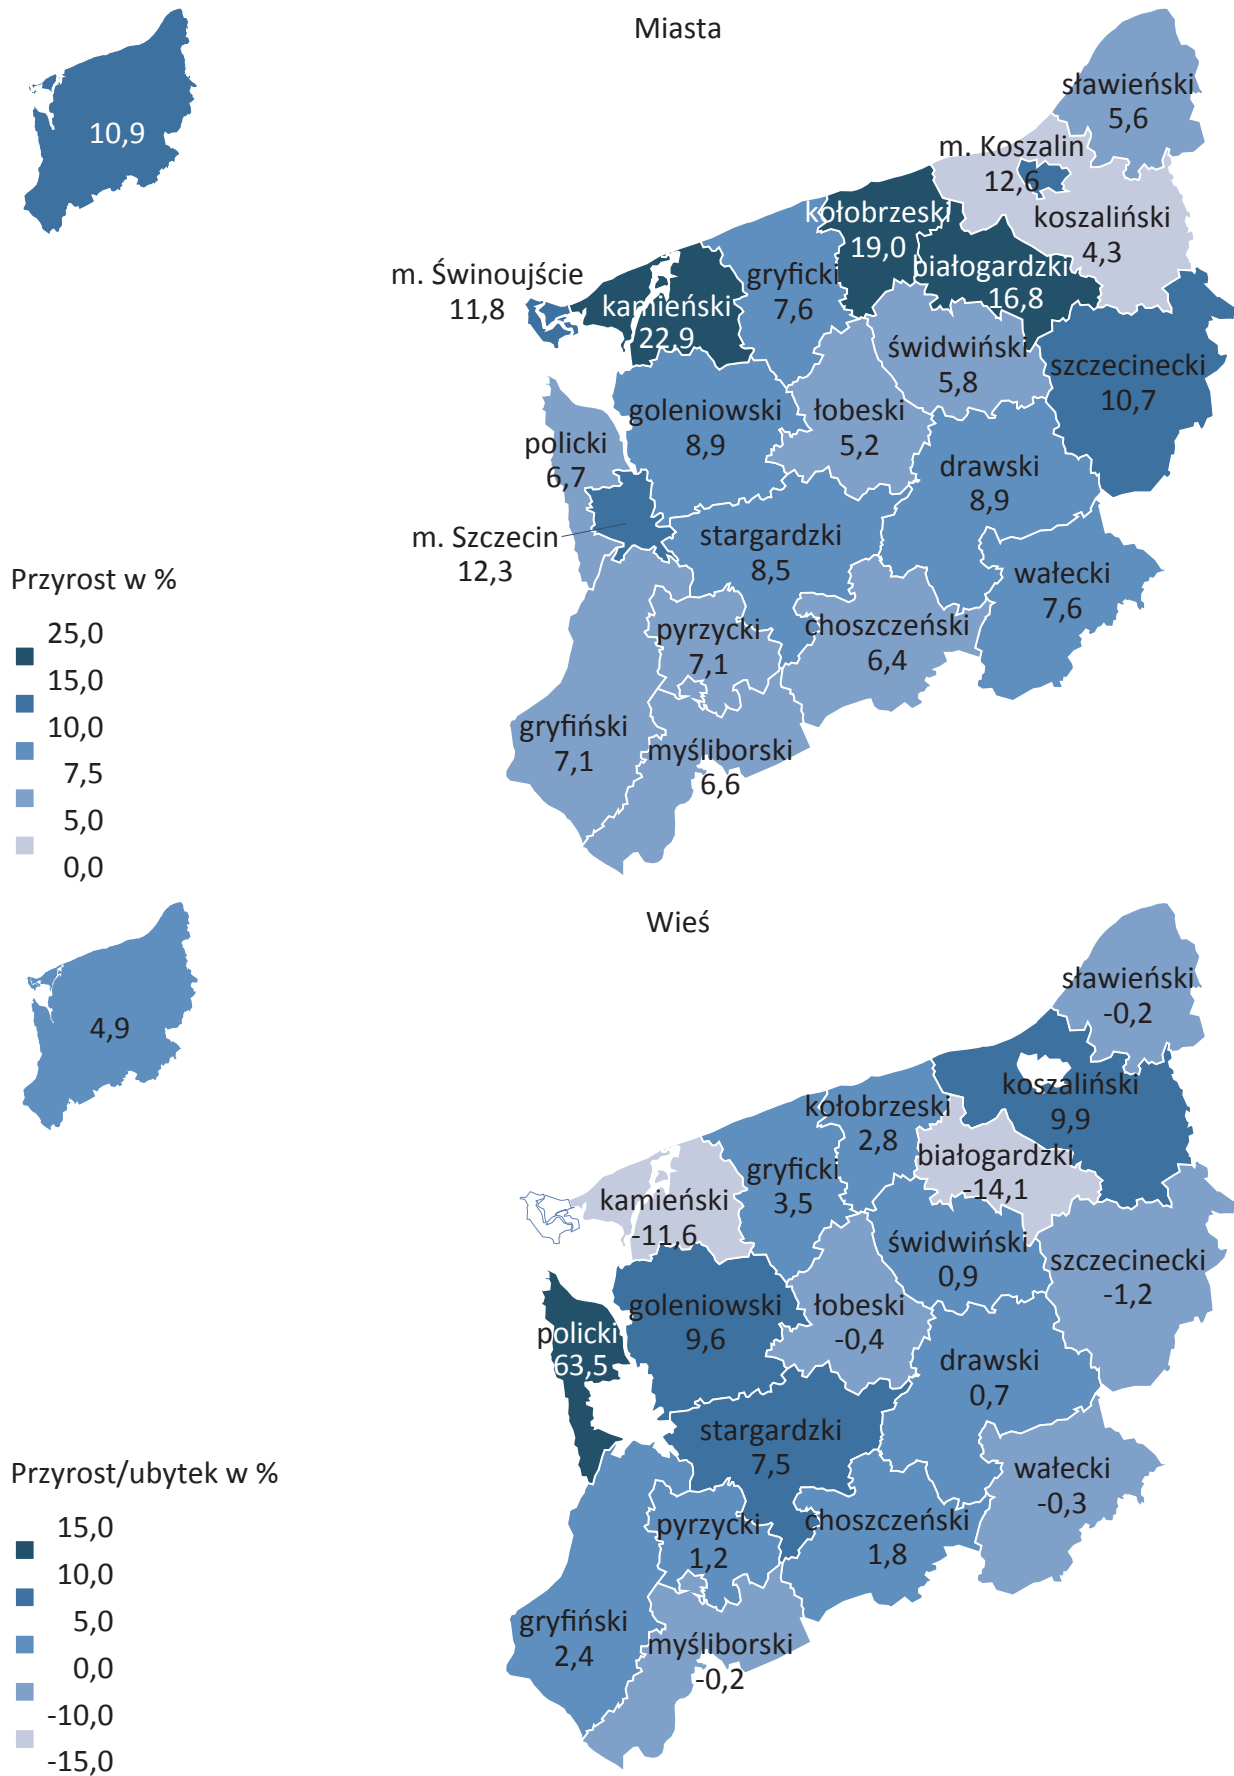 Miasta
10,9
sławieński
5,6
m. Koszalin
12,6
kołobrzeski
19,0
koszaliński
4,3
białogardzki
16,8
m. Świnoujście
11,8
kamieński
22,9
gryficki
7,6
świdwiński
5,8
szczecinecki
10,7
goleniowski
8,9
łobeski
5,2
policki
6,7
drawski
8,9
m. Szczecin
12,3
stargardzki
8,5
wałecki
7,6
pyrzycki
7,1
choszczeński
6,4
gryfiński
7,1
myśliborski
6,6
Przyrost w %
25,0
15,0
10,0
7,5
5,0
0,0
Wieś
4,9
sławieński
-0,2
koszaliński
9,9
kołobrzeski
2,8
białogardzki
-14,1
gryficki
3,5
kamieński
-11,6
świdwiński
0,9
szczecinecki
-1,2
goleniowski
9,6
łobeski
-0,4
policki
63,5
drawski
0,7
stargardzki
7,5
wałecki
-0,3
pyrzycki
1,2
choszczeński
1,8
gryfiński
2,4
myśliborski
-0,2
Przyrost/ubytek w %
15,0
10,0
5,0
0,0
-10,0
-15,0